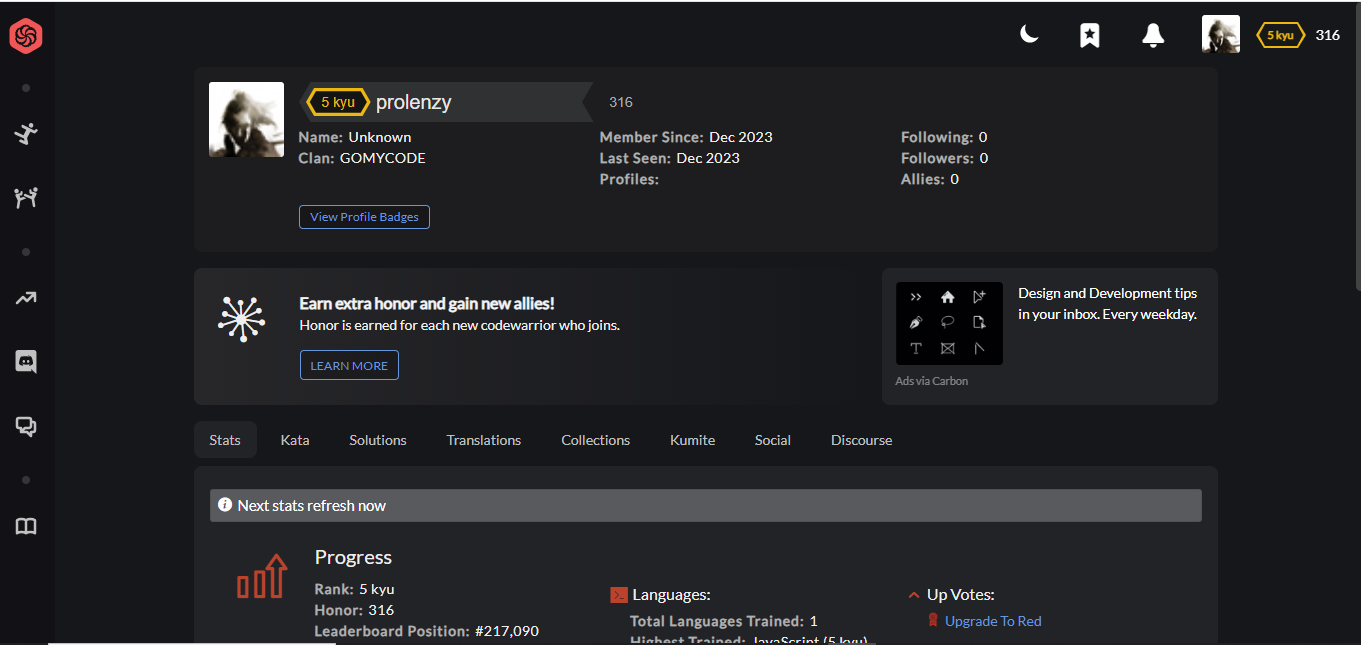 5 kyu 316
5 kyu prolenzy 316
Name: Unknown
Clan: GOMYCODE
View Profile Badges
Member Since: Dec 2023
Last Seen: Dec 2023
Profiles:
Following: 0
Followers: 0
Allies: 0
Earn extra honor and gain new allies!
Honor is earned for each new codewarrior who joins.
LEARN MORE
Design and Development tips
in your inbox. Every weekday.
Ads via Carbon
Stats Kata Solutions Translations Collections Kumite Social Discourse
Next stats refresh now
Progress
Rank: 5 kyu
Honor: 316
Leaderboard Position: #217,090
Languages:
Total Languages Trained: 1
Highest Trained: JavaScript (5 kyu)
Up Votes:
Upgrade To Red